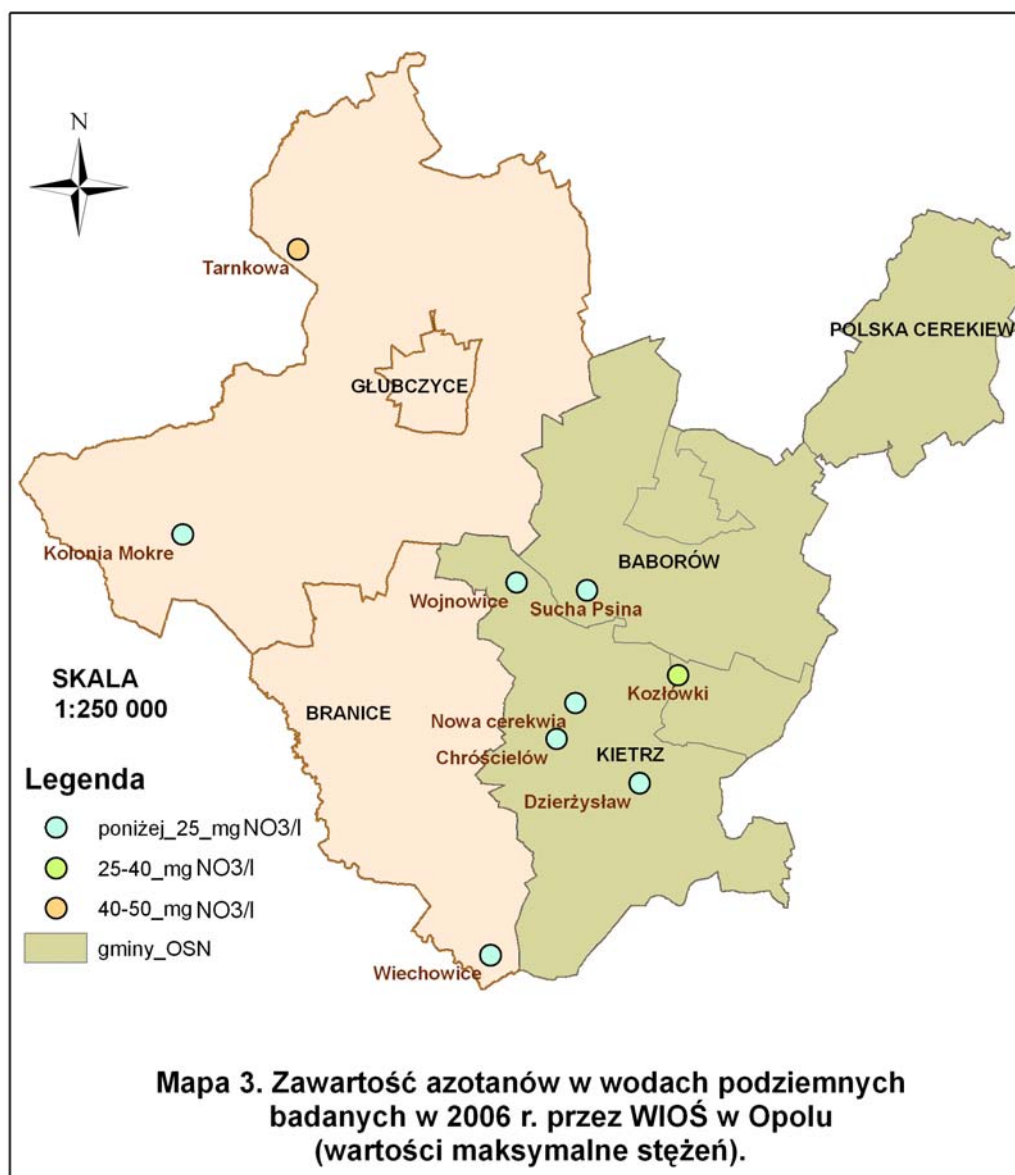 N
Tarnkowa
POLSKA CEREKIEW
GŁUBCZYCE
Kolonia Mokre
BABORÓW
Wojnowice
Sucha Psina
SKALA
1:250 000
Kozłówki
BRANICE
Nowa cerekwia
Chróścielów
KIETRZ
Dzierżysław
Legenda
poniżej_25_mg NO3/l
25-40_mg NO3/l
40-50_mg NO3/l
gminy_OSN
Wiechowice
Mapa 3. Zawartość azotanów w wodach podziemnych
badanych w 2006 r. przez WIOŚ w Opolu
(wartości maksymalne stężeń).